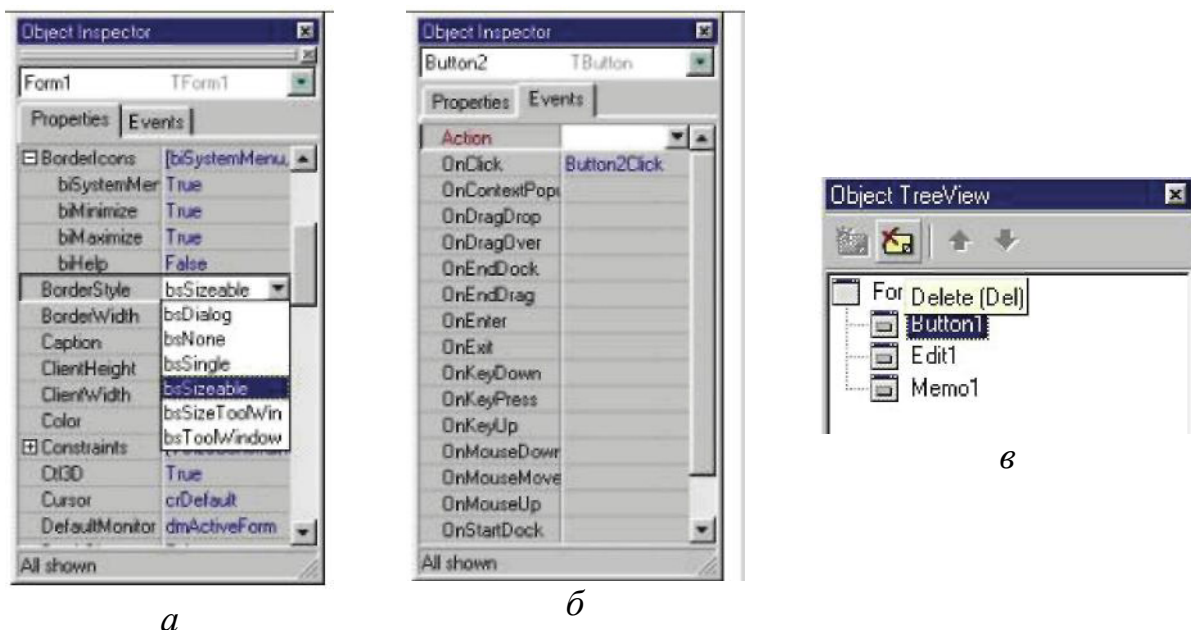 Object Inspector
Form1 TForm1
Properties Events
BorderIcons [biSystemMenu,
biSystemMer True
biMinimize True
biMaximize True
biHelp False
BorderStyle bsSizeable
BorderWidth bsDialog
Caption bsNone
ClientHeight bsSingle
ClientWidth bsSizeable
Color bsSizeToolWin
Constraints bsToolWindow
Ctl3D True
Cursor crDefault
DefaultMonitor dmActiveForm
All shown
а
Object Inspector
Button2 TButton
Properties Events
Action
OnClick Button2Click
OnContextPopu
OnDragDrop
OnDragOver
OnEndDock
OnEndDrag
OnEnter
OnExit
OnKeyDown
OnKeyPress
OnKeyUp
OnMouseDowr
OnMouseMove
OnMouseUp
OnStartDock
All shown
б
Object TreeView
For Delete (Del)
Button1
Edit1
Memo1
в